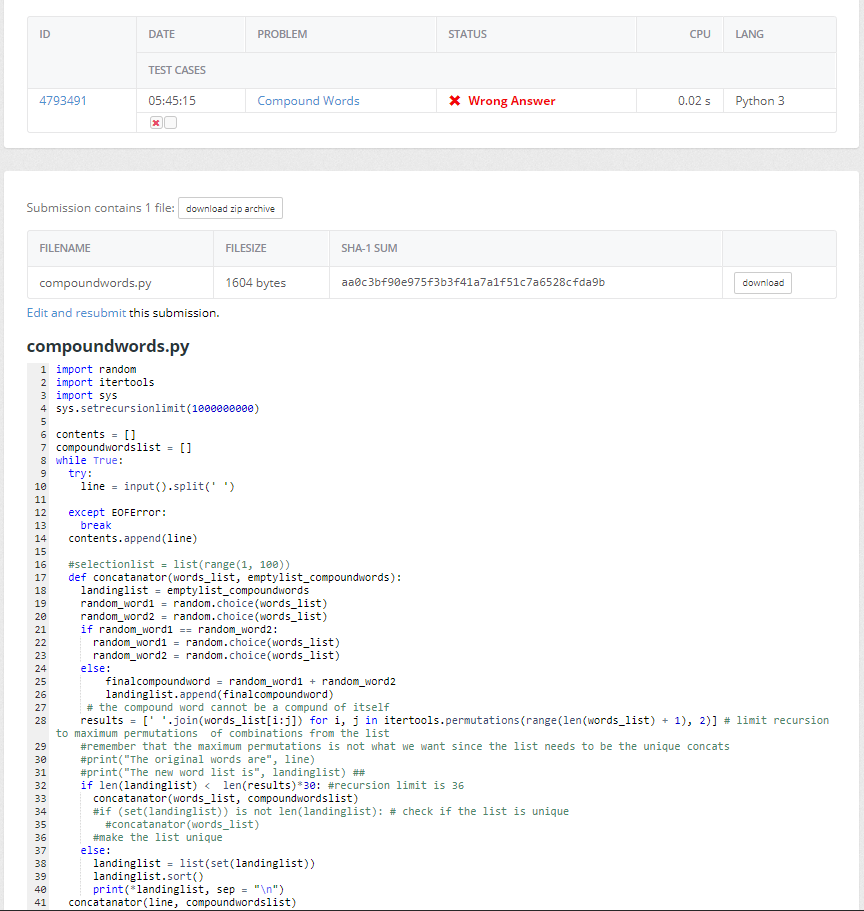 ID DATE PROBLEM STATUS CPU LANG
TEST CASES
4793491 05:45:15 Compound Words Wrong Answer 0.02 s Python 3
Submission contains 1 file: download zip archive
FILENAME FILESIZE SHA-1 SUM
compoundwords.py 1604 bytes aa0c3bf90e975f3b3f41a7a1f51c7a6528cfda9b download
Edit and resubmit this submission.
compoundwords.py
1 import random
2 import itertools
3 import sys
4 sys.setrecursionlimit(1000000000)
5
6 contents = []
7 compoundwordslist = []
8 while True:
9   try:
10     line = input().split(' ')
11
12   except EOFError:
13     break
14   contents.append(line)
15
16   #selectionlist = list(range(1, 100))
17   def concatanator(words_list, emptylist_compoundwords):
18     landinglist = emptylist_compoundwords
19     random_word1 = random.choice(words_list)
20     random_word2 = random.choice(words_list)
21     if random_word1 == random_word2:
22       random_word1 = random.choice(words_list)
23       random_word2 = random.choice(words_list)
24     else:
25         finalcompoundword = random_word1 + random_word2
26         landinglist.append(finalcompoundword)
27      # the compound word cannot be a compund of itself
28     results = [' '.join(words_list[i:j]) for i, j in itertools.permutations(range(len(words_list) + 1), 2)] # limit recursion
to maximum permutations  of combinations from the list
29     #remember that the maximum permutations is not what we want since the list needs to be the unique concats
30     #print("The original words are", line)
31     #print("The new word list is", landinglist) ##
32     if len(landinglist) <  len(results)*30: #recursion limit is 36
33       concatanator(words_list, compoundwordslist)
34       #if (set(landinglist)) is not len(landinglist): # check if the list is unique
35         #concatanator(words_list)
36       #make the list unique
37     else:
38       landinglist = list(set(landinglist))
39       landinglist.sort()
40       print(*landinglist, sep = "\n")
41   concatanator(line, compoundwordslist)